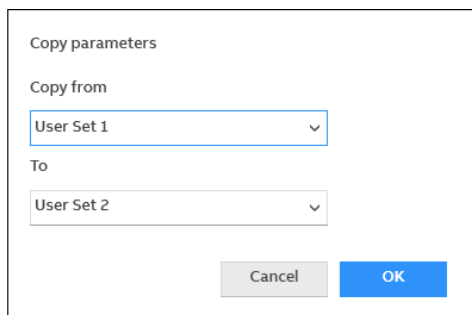 Copy parameters
Copy from
User Set 1
To
User Set 2
Cancel OK